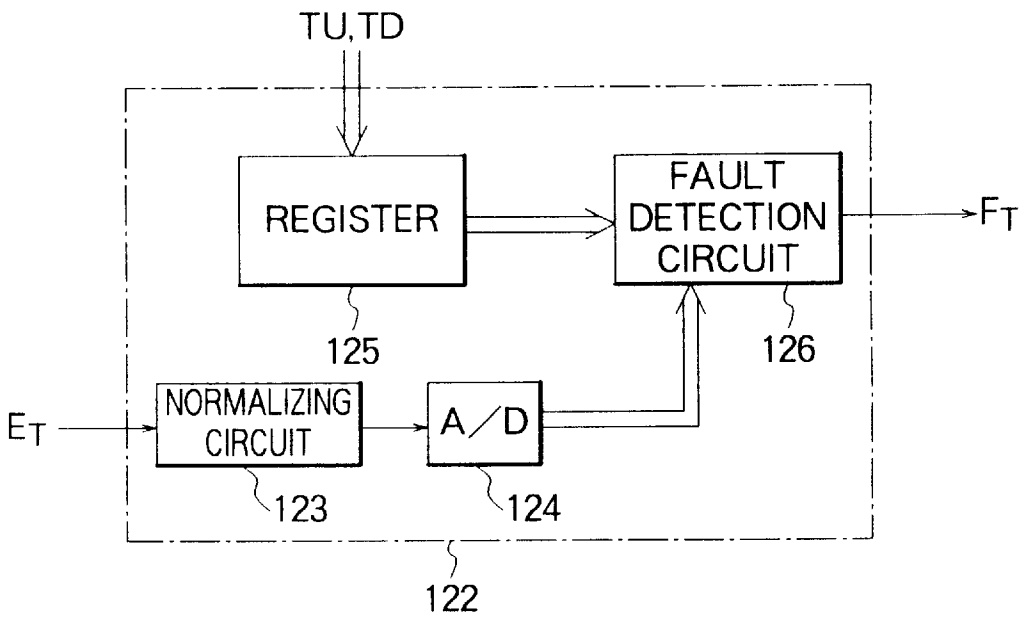 TU, TD
REGISTER
125
FAULT
DETECTION
CIRCUIT
126
FT
ET
NORMALIZING
CIRCUIT
123
A/D
124
122